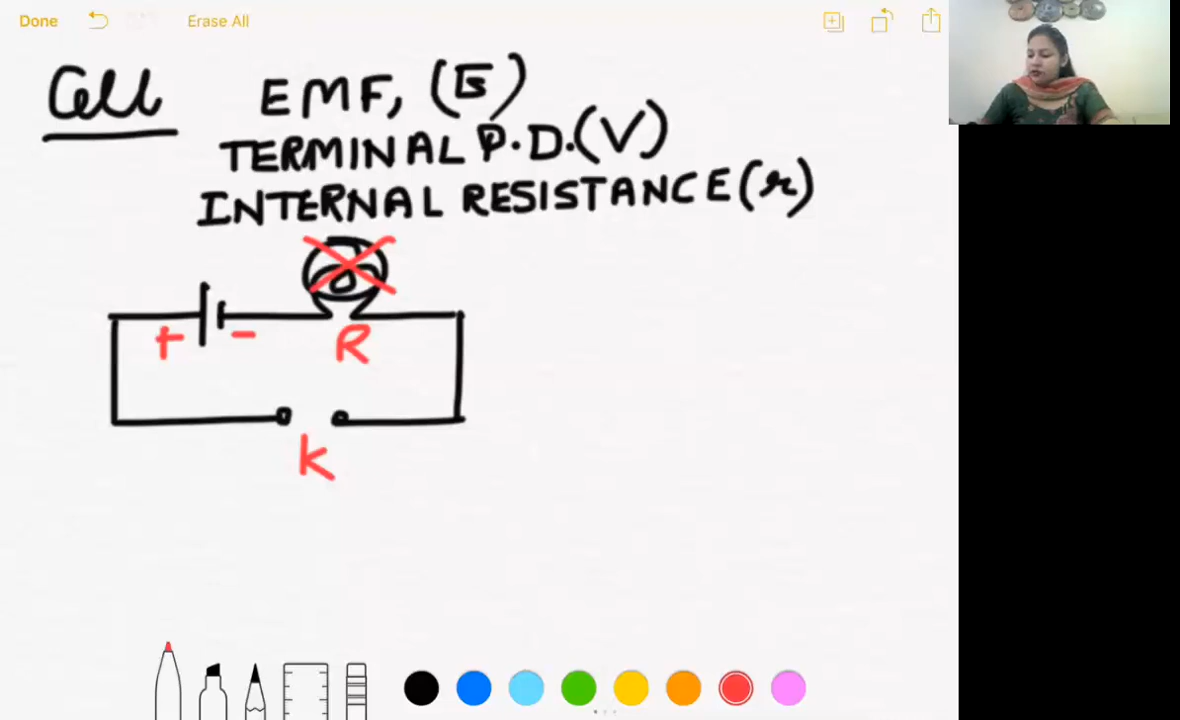 Done Erase All
Cell EMF, (E)
TERMINAL P.D.(V)
INTERNAL RESISTANCE (r)
+ - R
K